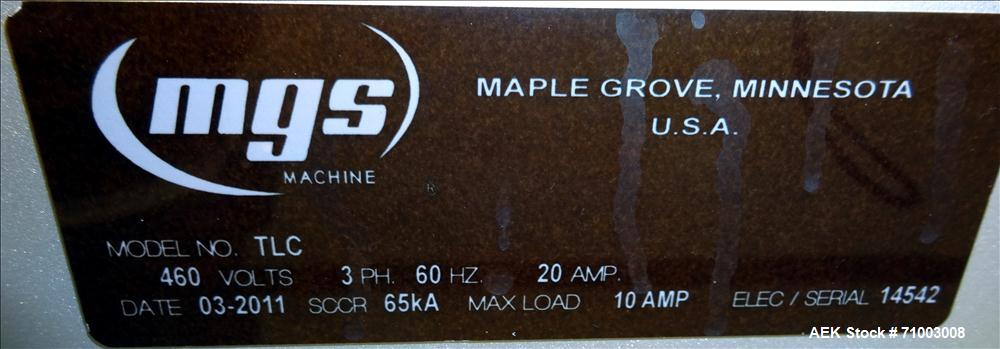 mgs
MACHINE
®
MAPLE GROVE, MINNESOTA
U.S.A.
MODEL NO. TLC
460 VOLTS 3 PH. 60 HZ. 20 AMP.
DATE 03-2011 SCCR 65kA MAX LOAD 10 AMP ELEC / SERIAL 14542
AEK Stock # 71003008